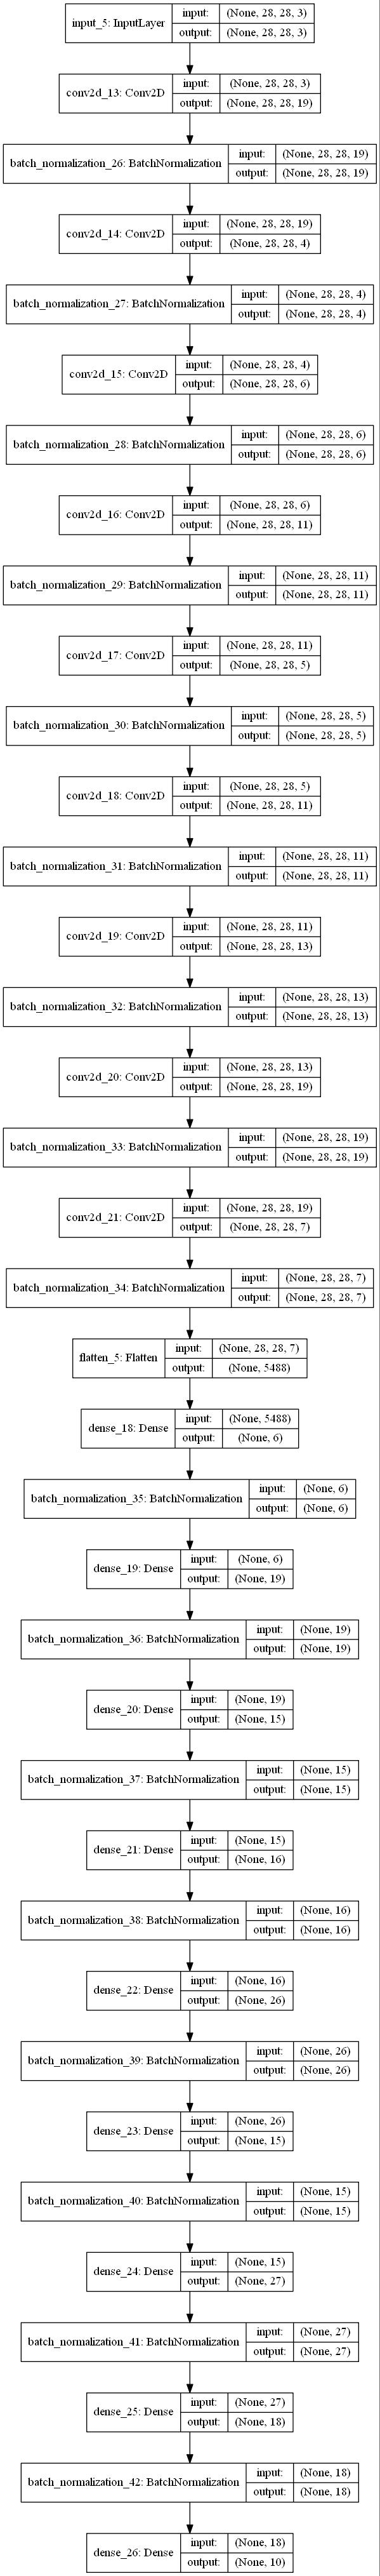 input_5: InputLayer input: (None, 28, 28, 3)
output: (None, 28, 28, 3)
conv2d_13: Conv2D input: (None, 28, 28, 3)
output: (None, 28, 28, 19)
batch_normalization_26: BatchNormalization input: (None, 28, 28, 19)
output: (None, 28, 28, 19)
conv2d_14: Conv2D input: (None, 28, 28, 19)
output: (None, 28, 28, 4)
batch_normalization_27: BatchNormalization input: (None, 28, 28, 4)
output: (None, 28, 28, 4)
conv2d_15: Conv2D input: (None, 28, 28, 4)
output: (None, 28, 28, 6)
batch_normalization_28: BatchNormalization input: (None, 28, 28, 6)
output: (None, 28, 28, 6)
conv2d_16: Conv2D input: (None, 28, 28, 6)
output: (None, 28, 28, 11)
batch_normalization_29: BatchNormalization input: (None, 28, 28, 11)
output: (None, 28, 28, 11)
conv2d_17: Conv2D input: (None, 28, 28, 11)
output: (None, 28, 28, 5)
batch_normalization_30: BatchNormalization input: (None, 28, 28, 5)
output: (None, 28, 28, 5)
conv2d_18: Conv2D input: (None, 28, 28, 5)
output: (None, 28, 28, 11)
batch_normalization_31: BatchNormalization input: (None, 28, 28, 11)
output: (None, 28, 28, 11)
conv2d_19: Conv2D input: (None, 28, 28, 11)
output: (None, 28, 28, 13)
batch_normalization_32: BatchNormalization input: (None, 28, 28, 13)
output: (None, 28, 28, 13)
conv2d_20: Conv2D input: (None, 28, 28, 13)
output: (None, 28, 28, 19)
batch_normalization_33: BatchNormalization input: (None, 28, 28, 19)
output: (None, 28, 28, 19)
conv2d_21: Conv2D input: (None, 28, 28, 19)
output: (None, 28, 28, 7)
batch_normalization_34: BatchNormalization input: (None, 28, 28, 7)
output: (None, 28, 28, 7)
flatten_5: Flatten input: (None, 28, 28, 7)
output: (None, 5488)
dense_18: Dense input: (None, 5488)
output: (None, 6)
batch_normalization_35: BatchNormalization input: (None, 6)
output: (None, 6)
dense_19: Dense input: (None, 6)
output: (None, 19)
batch_normalization_36: BatchNormalization input: (None, 19)
output: (None, 19)
dense_20: Dense input: (None, 19)
output: (None, 15)
batch_normalization_37: BatchNormalization input: (None, 15)
output: (None, 15)
dense_21: Dense input: (None, 15)
output: (None, 16)
batch_normalization_38: BatchNormalization input: (None, 16)
output: (None, 16)
dense_22: Dense input: (None, 16)
output: (None, 26)
batch_normalization_39: BatchNormalization input: (None, 26)
output: (None, 26)
dense_23: Dense input: (None, 26)
output: (None, 15)
batch_normalization_40: BatchNormalization input: (None, 15)
output: (None, 15)
dense_24: Dense input: (None, 15)
output: (None, 27)
batch_normalization_41: BatchNormalization input: (None, 27)
output: (None, 27)
dense_25: Dense input: (None, 27)
output: (None, 18)
batch_normalization_42: BatchNormalization input: (None, 18)
output: (None, 18)
dense_26: Dense input: (None, 18)
output: (None, 10)